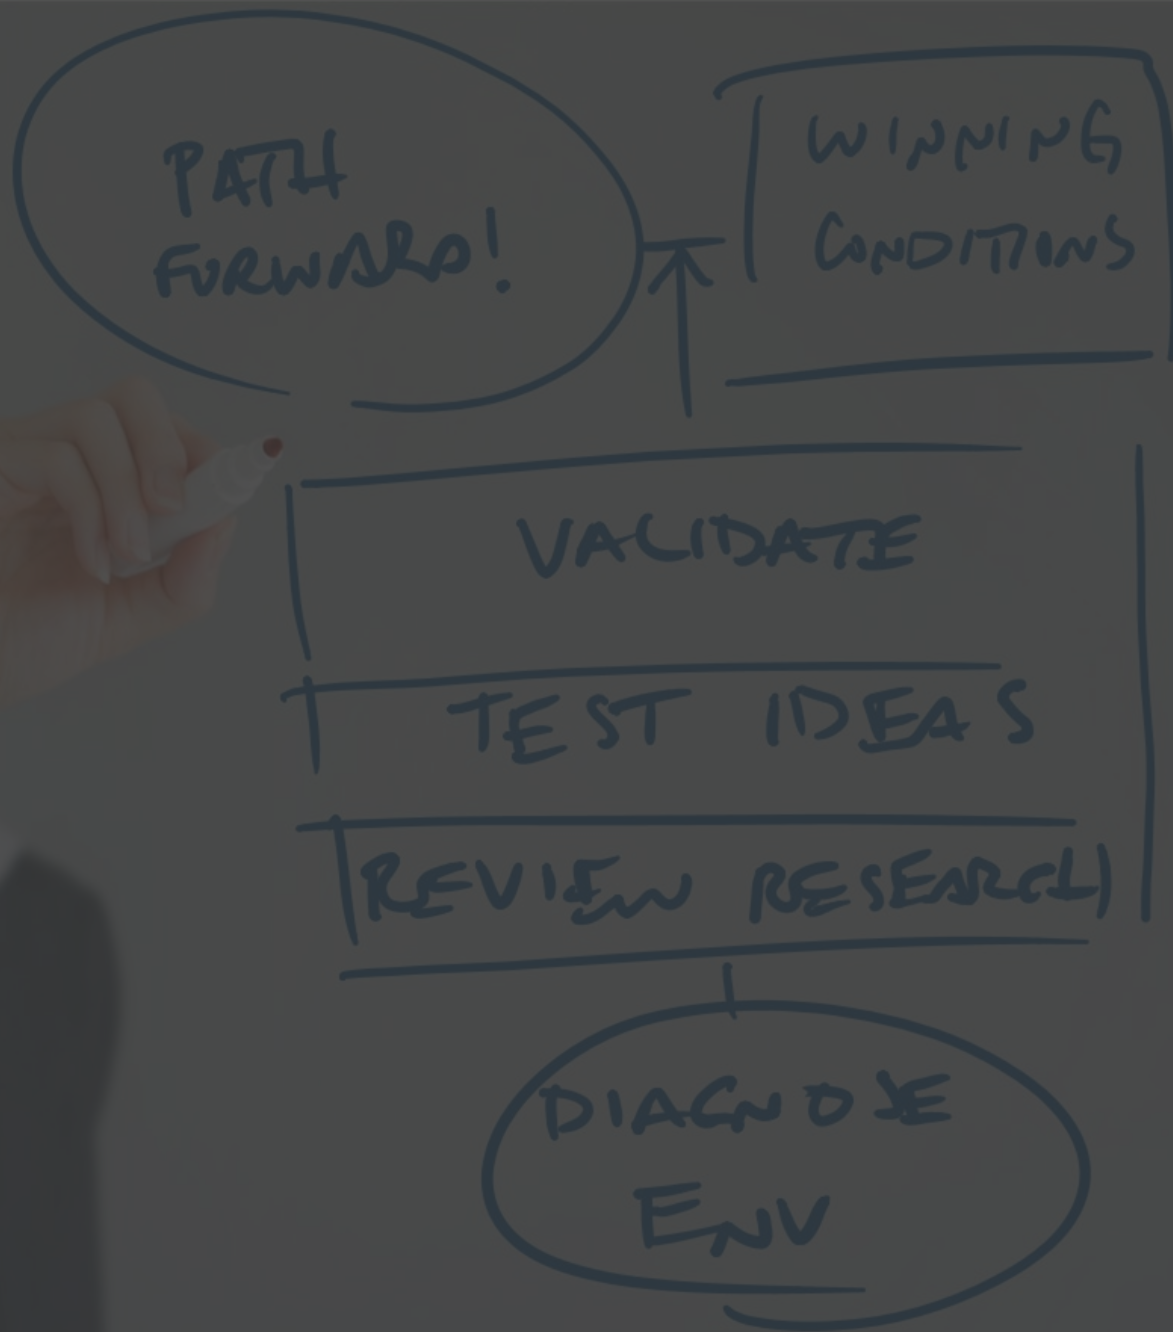 PATH
FORWARD!
WINNING
CONDITIONS
VALIDATE
TEST IDEAS
REVIEW RESEARCH
DIAGNOSE
ENV